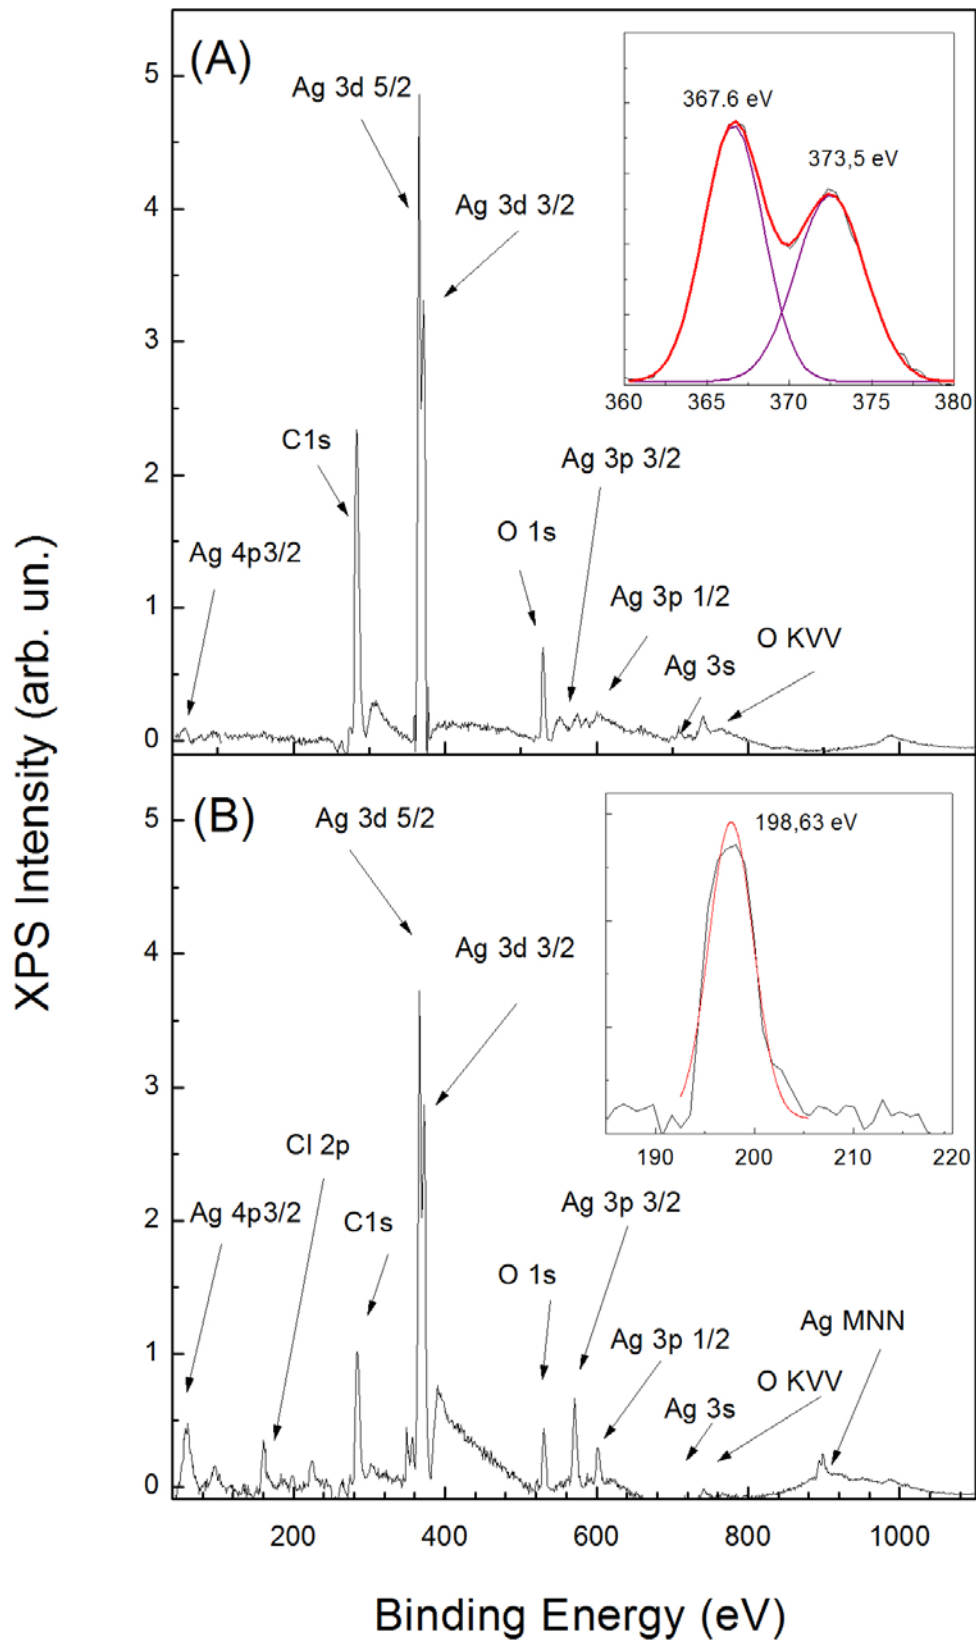 XPS Intensity (arb. un.)
(A)
5
4
3
2
1
0
Ag 3d 5/2
Ag 3d 3/2
C1s
Ag 4p3/2
O 1s
Ag 3p 3/2
Ag 3p 1/2
Ag 3s
O KVV
367.6 eV
373,5 eV
360 365 370 375 380
(B)
5
4
3
2
1
0
Ag 3d 5/2
Ag 3d 3/2
Cl 2p
Ag 4p3/2
C1s
O 1s
Ag 3p 3/2
Ag 3p 1/2
Ag 3s
O KVV
Ag MNN
198,63 eV
190 200 210 220
200 400 600 800 1000
Binding Energy (eV)